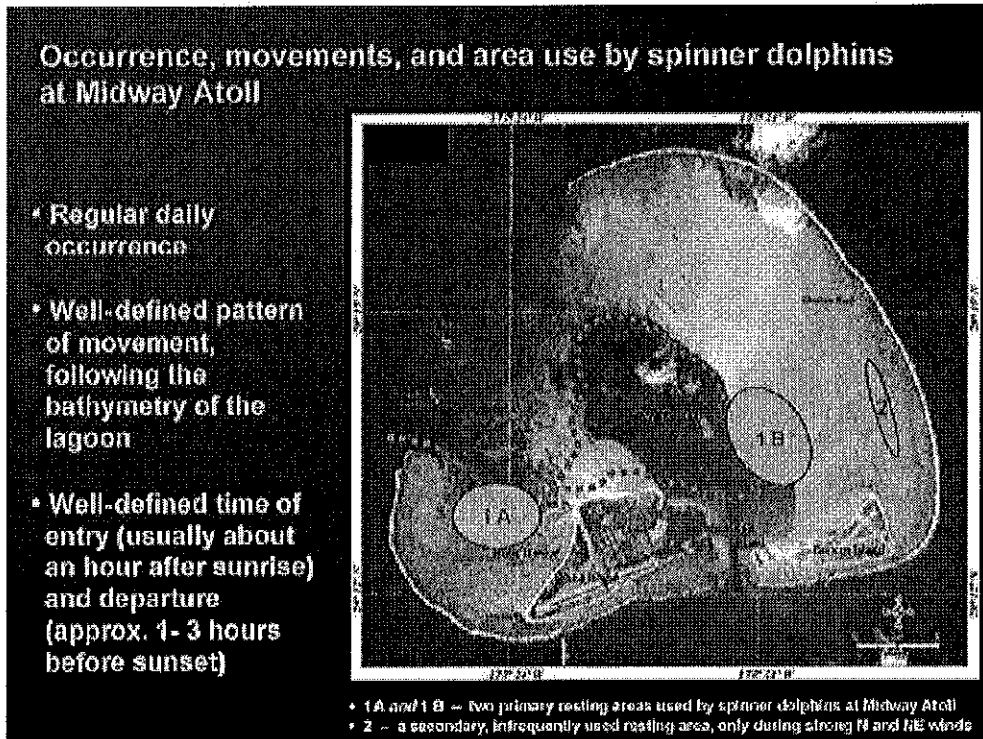 Occurrence, movements, and area use by spinner dolphins
at Midway Atoll
• Regular daily
occurrence
• Well-defined pattern
of movement,
following the
bathymetry of the
lagoon
• Well-defined time of
entry (usually about
an hour after sunrise)
and departure
(approx. 1- 3 hours
before sunset)
2
1B
1A
• 1A and 1B – two primary resting areas used by spinner dolphins at Midway Atoll
• 2 – a secondary, infrequently used resting area, only during strong N and NE winds